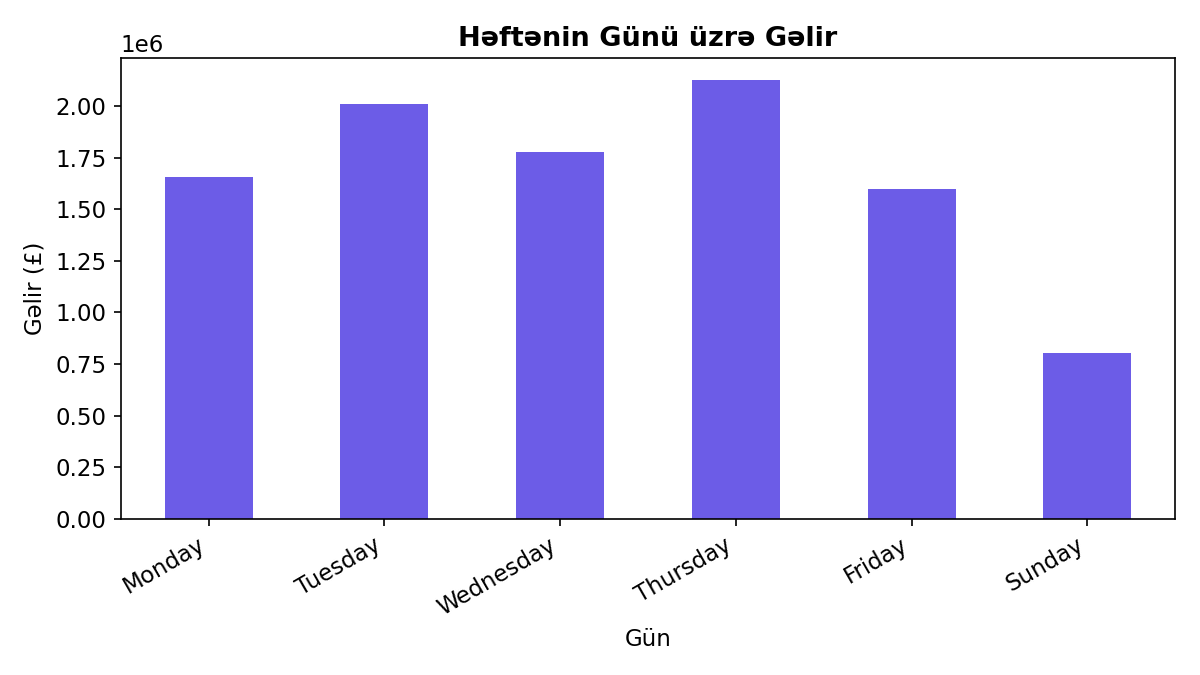 Həftənin Günü üzrə Gəlir
1e6
2.00
1.75
1.50
1.25
1.00
0.75
0.50
0.25
0.00
Gəlir (£)
Monday
Tuesday
Wednesday
Thursday
Friday
Sunday
Gün